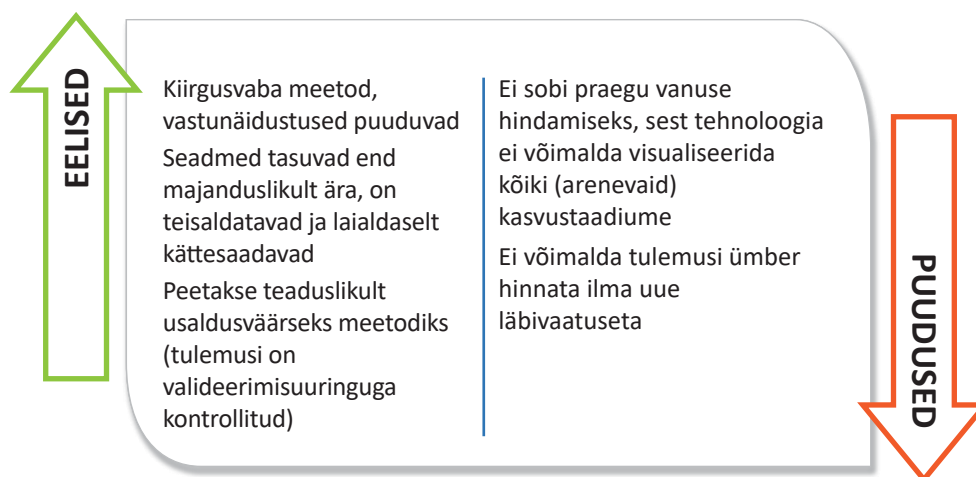 EELISED
Kiirgusvaba meetod,
vastunäidustused puuduvad
Seadmed tasuvad end
majanduslikult ära, on
teisaldatavad ja laialdaselt
kättesaadavad
Peetakse teaduslikult
usaldusväärseks meetodiks
(tulemusi on
valideerimisuuringuga
kontrollitud)
Ei sobi praegu vanuse
hindamiseks, sest tehnoloogia
ei võimalda visualiseerida
kõiki (arenevaid)
kasvustaadiume
Ei võimalda tulemusi ümber
hinnata ilma uue
läbivaatuseta
PUUDUSED